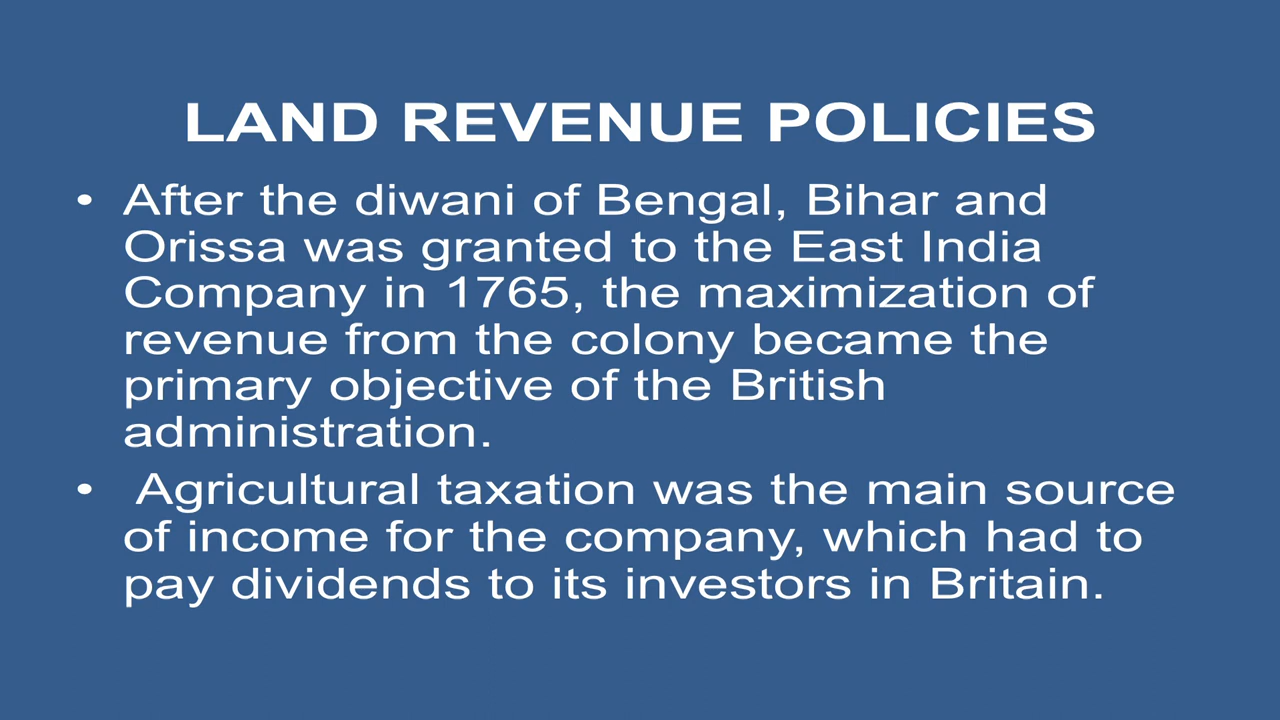 LAND REVENUE POLICIES
• After the diwani of Bengal, Bihar and
Orissa was granted to the East India
Company in 1765, the maximization of
revenue from the colony became the
primary objective of the British
administration.
• Agricultural taxation was the main source
of income for the company, which had to
pay dividends to its investors in Britain.